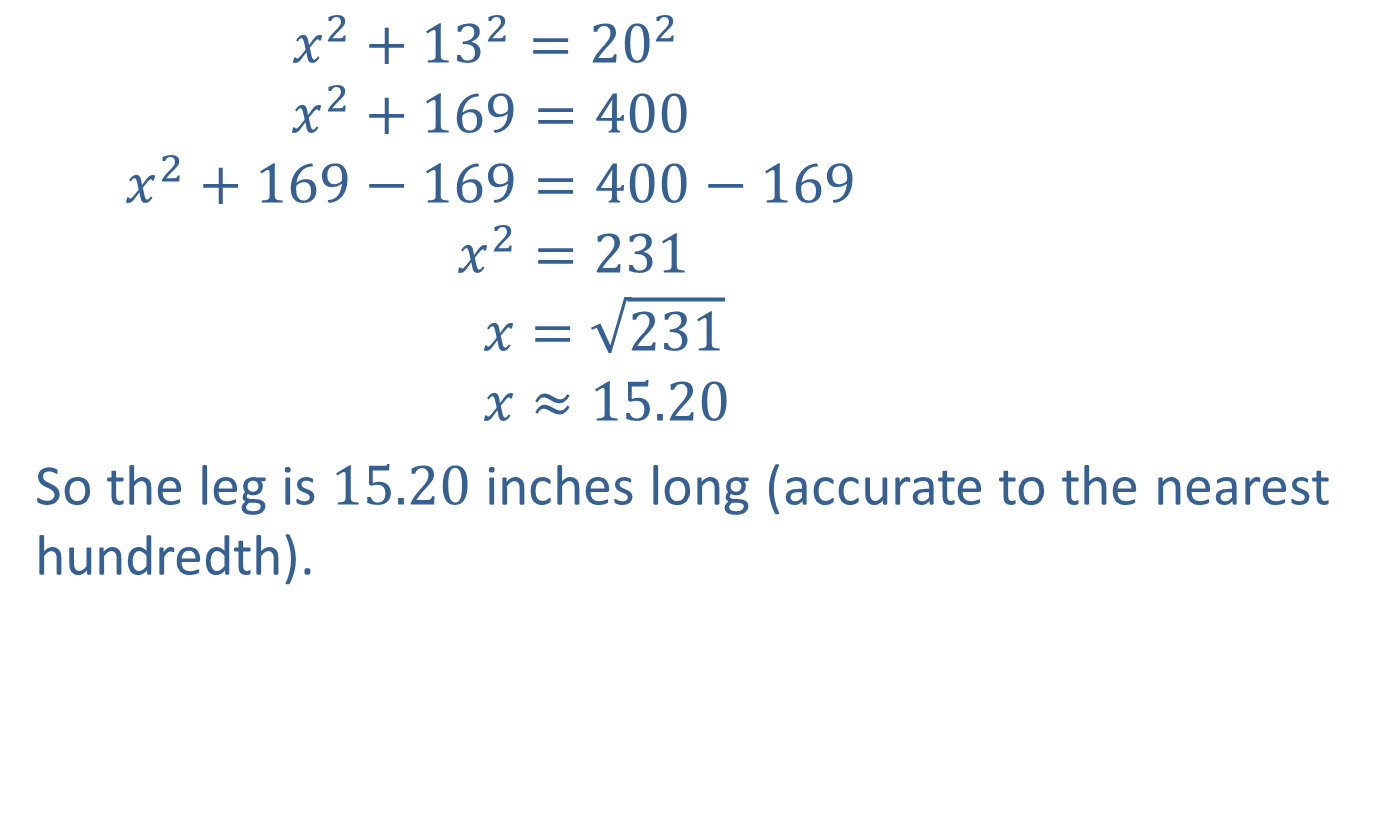 x² + 13² = 20²
x² + 169 = 400
x² + 169 − 169 = 400 − 169
x² = 231
x = √231
x ≈ 15.20
So the leg is 15.20 inches long (accurate to the nearest
hundredth).